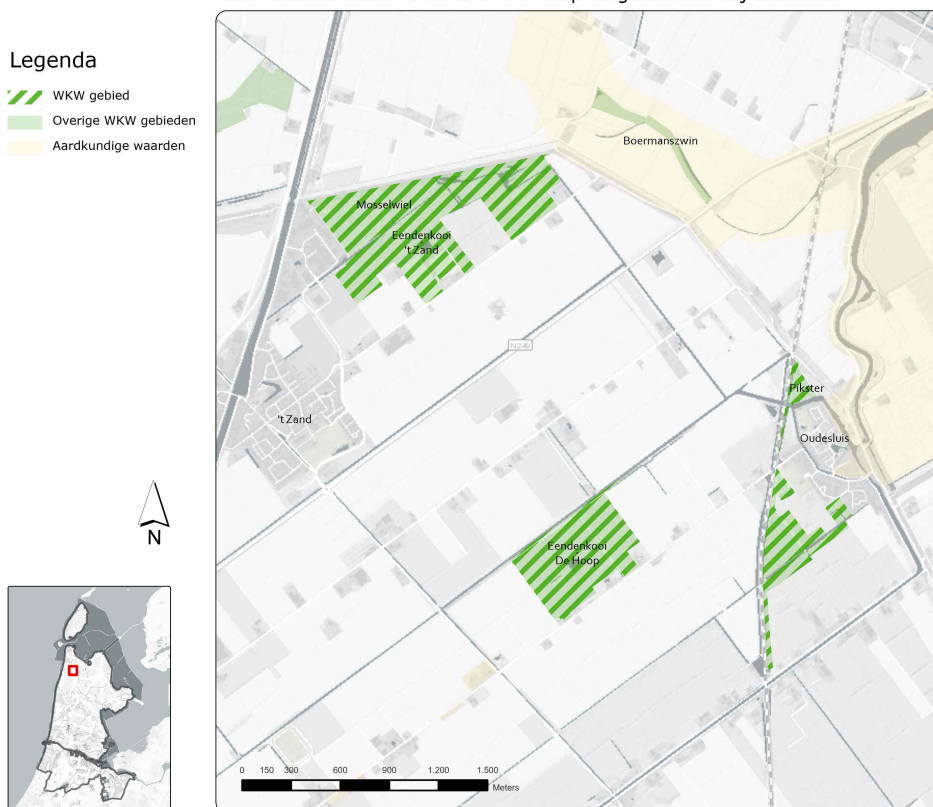 Legenda
WKW gebied
Overige WKW gebieden
Aardkundige waarden
N
Boermanszwin
Mosselwiel
Eendenkooi
't Zand
N249
Pikster
't Zand
Oudesluis
Eendenkooi
De Hoop
0 150 300 600 900 1.200 1.500
Meters